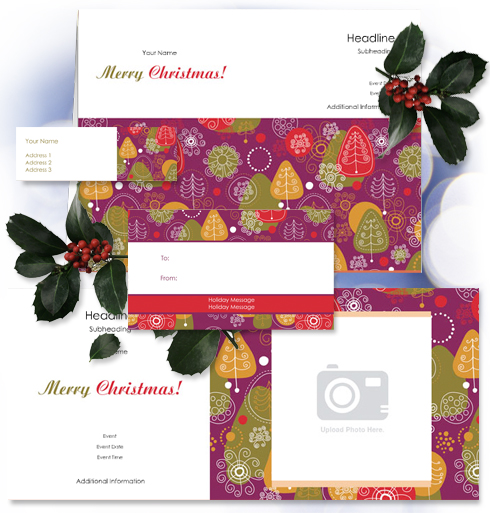 Headline
Your Name
Subheading
Merry Christmas!
Event
Additional Information
Your Name
Address 1
Address 2
Address 3
To:
From:
Holiday Message
Holiday Message
Headline
Subheading
Merry Christmas!
Upload Photo Here.
Event
Event Date
Event Time
Additional Information